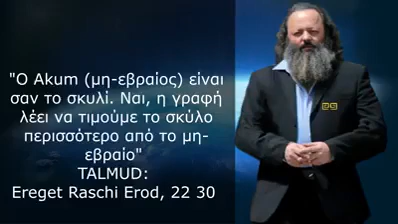 "Ο Akum (μη-εβραίος) είναι
σαν το σκυλί. Ναι, η γραφή
λέει να τιμούμε το σκύλο
περισσότερο από το μη-
εβραίο"
TALMUD:
Ereget Raschi Erod, 22 30